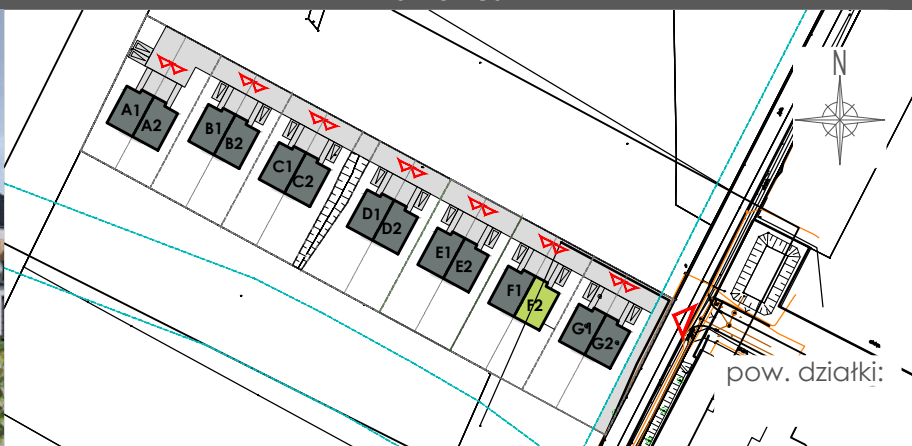 N
A1 A2
B1 B2
C1 C2
D1 D2
E1 E2
F1 F2
G1 G2
pow. działki: